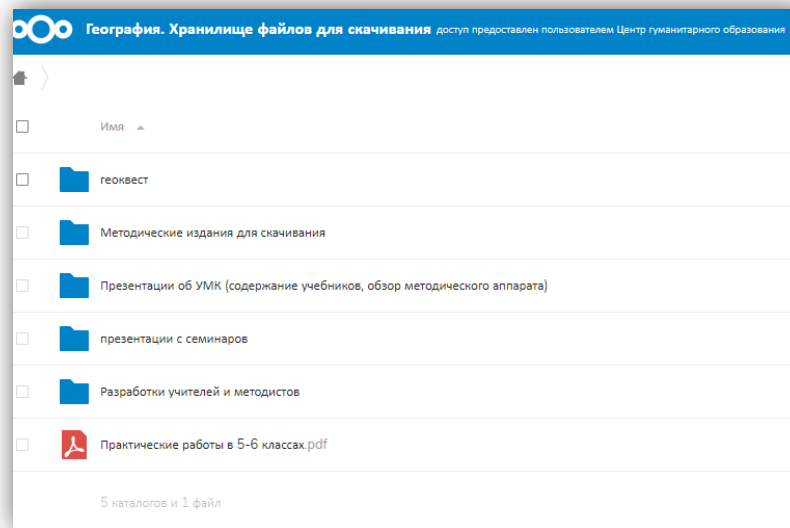 География. Хранилище файлов для скачивания доступ предоставлен пользователем Центр гуманитарного образования
Имя
геоквест
Методические издания для скачивания
Презентации об УМК (содержание учебников, обзор методического аппарата)
презентации с семинаров
Разработки учителей и методистов
Практические работы в 5-6 классах.pdf
5 каталогов и 1 файл